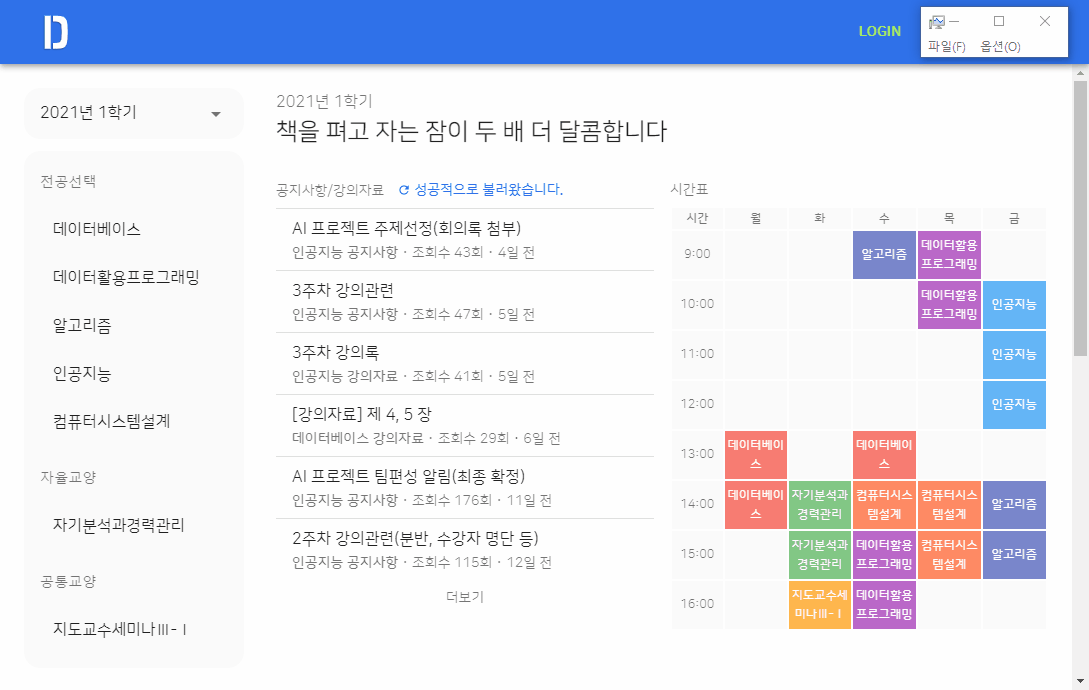 D
LOGIN
파일(F) 옵션(O)
2021년 1학기
전공선택
데이터베이스
데이터활용프로그래밍
알고리즘
인공지능
컴퓨터시스템설계
자율교양
자기분석과경력관리
공통교양
지도교수세미나Ⅲ-Ⅰ
2021년 1학기
책을 펴고 자는 잠이 두 배 더 달콤합니다
공지사항/강의자료 성공적으로 불러왔습니다.
AI 프로젝트 주제선정(회의록 첨부)
인공지능 공지사항 · 조회수 43회 · 4일 전
3주차 강의관련
인공지능 공지사항 · 조회수 47회 · 5일 전
3주차 강의록
인공지능 강의자료 · 조회수 41회 · 5일 전
[강의자료] 제 4, 5 장
데이터베이스 강의자료 · 조회수 29회 · 6일 전
AI 프로젝트 팀편성 알림(최종 확정)
인공지능 공지사항 · 조회수 176회 · 11일 전
2주차 강의관련(분반, 수강자 명단 등)
인공지능 공지사항 · 조회수 115회 · 12일 전
더보기
시간표
시간 월 화 수 목 금
9:00 알고리즘 데이터활용
프로그래밍
10:00 데이터활용
프로그래밍 인공지능
11:00 인공지능
12:00 인공지능
13:00 데이터베이
스 데이터베이
스
14:00 데이터베이
스 자기분석과
경력관리 컴퓨터시스
템설계 컴퓨터시스
템설계 알고리즘
15:00 자기분석과
경력관리 데이터활용
프로그래밍 컴퓨터시스
템설계 알고리즘
16:00 지도교수세
미나Ⅲ-Ⅰ 데이터활용
프로그래밍